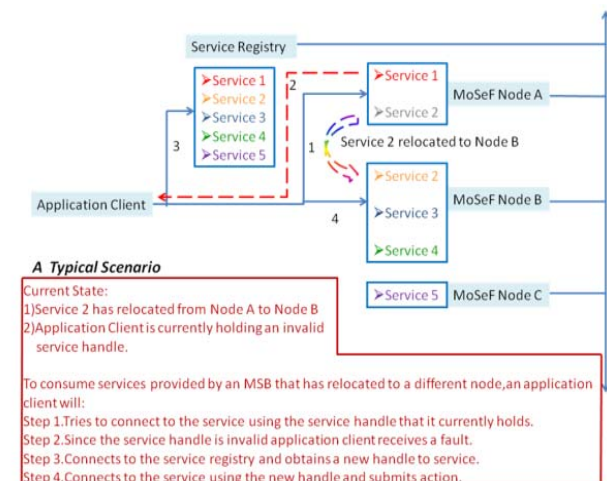 Service Registry
➢Service 1
➢Service 2
➢Service 3
➢Service 4
➢Service 5
2
➢Service 1
➢Service 2
MoSeF Node A
3
1
Service 2 relocated to Node B
➢Service 2
➢Service 3
➢Service 4
MoSeF Node B
Application Client
4
➢Service 5
MoSeF Node C
A Typical Scenario
Current State:
1)Service 2 has relocated from Node A to Node B
2)Application Client is currently holding an invalid
service handle.
To consume services provided by an MSB that has relocated to a different node,an application
client will:
Step 1.Tries to connect to the service using the service handle that it currently holds.
Step 2.Since the service handle is invalid application client receives a fault.
Step 3.Connects to the service registry and obtains a new handle to service.
Step 4.Connects to the service using the new handle and submits action.